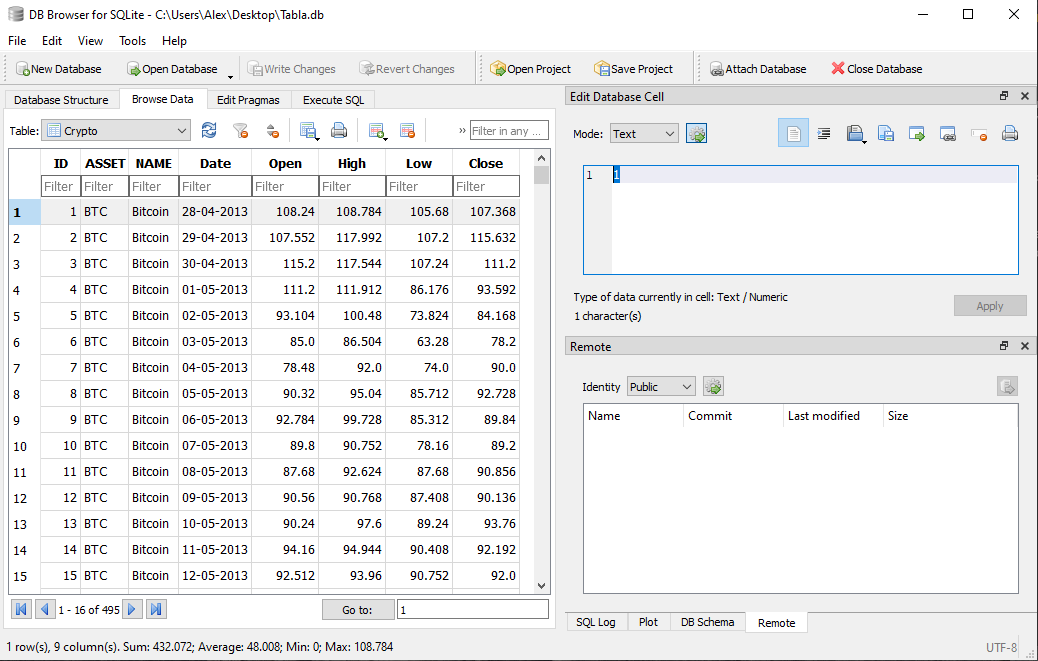 DB Browser for SQLite - C:\Users\Alex\Desktop\Tabla.db
File Edit View Tools Help
New Database Open Database Write Changes Revert Changes Open Project Save Project Attach Database Close Database
Database Structure Browse Data Edit Pragmas Execute SQL
Table: Crypto » Filter in any ...
ID ASSET NAME Date Open High Low Close
Filter Filter Filter Filter Filter Filter Filter Filter
1 1 BTC Bitcoin 28-04-2013 108.24 108.784 105.68 107.368
2 2 BTC Bitcoin 29-04-2013 107.552 117.992 107.2 115.632
3 3 BTC Bitcoin 30-04-2013 115.2 117.544 107.24 111.2
4 4 BTC Bitcoin 01-05-2013 111.2 111.912 86.176 93.592
5 5 BTC Bitcoin 02-05-2013 93.104 100.48 73.824 84.168
6 6 BTC Bitcoin 03-05-2013 85.0 86.504 63.28 78.2
7 7 BTC Bitcoin 04-05-2013 78.48 92.0 74.0 90.0
8 8 BTC Bitcoin 05-05-2013 90.32 95.04 85.712 92.728
9 9 BTC Bitcoin 06-05-2013 92.784 99.728 85.312 89.84
10 10 BTC Bitcoin 07-05-2013 89.8 90.752 78.16 89.2
11 11 BTC Bitcoin 08-05-2013 87.68 92.624 87.68 90.856
12 12 BTC Bitcoin 09-05-2013 90.56 90.768 87.408 90.136
13 13 BTC Bitcoin 10-05-2013 90.24 97.6 89.24 93.76
14 14 BTC Bitcoin 11-05-2013 94.16 94.944 90.408 92.192
15 15 BTC Bitcoin 12-05-2013 92.512 93.96 90.752 92.0
1 - 16 of 495 Go to: 1
Edit Database Cell
Mode: Text
1 1
Type of data currently in cell: Text / Numeric
1 character(s)
Apply
Remote
Identity Public
Name Commit Last modified Size
SQL Log Plot DB Schema Remote
1 row(s), 9 column(s). Sum: 432.072; Average: 48.008; Min: 0; Max: 108.784
UTF-8